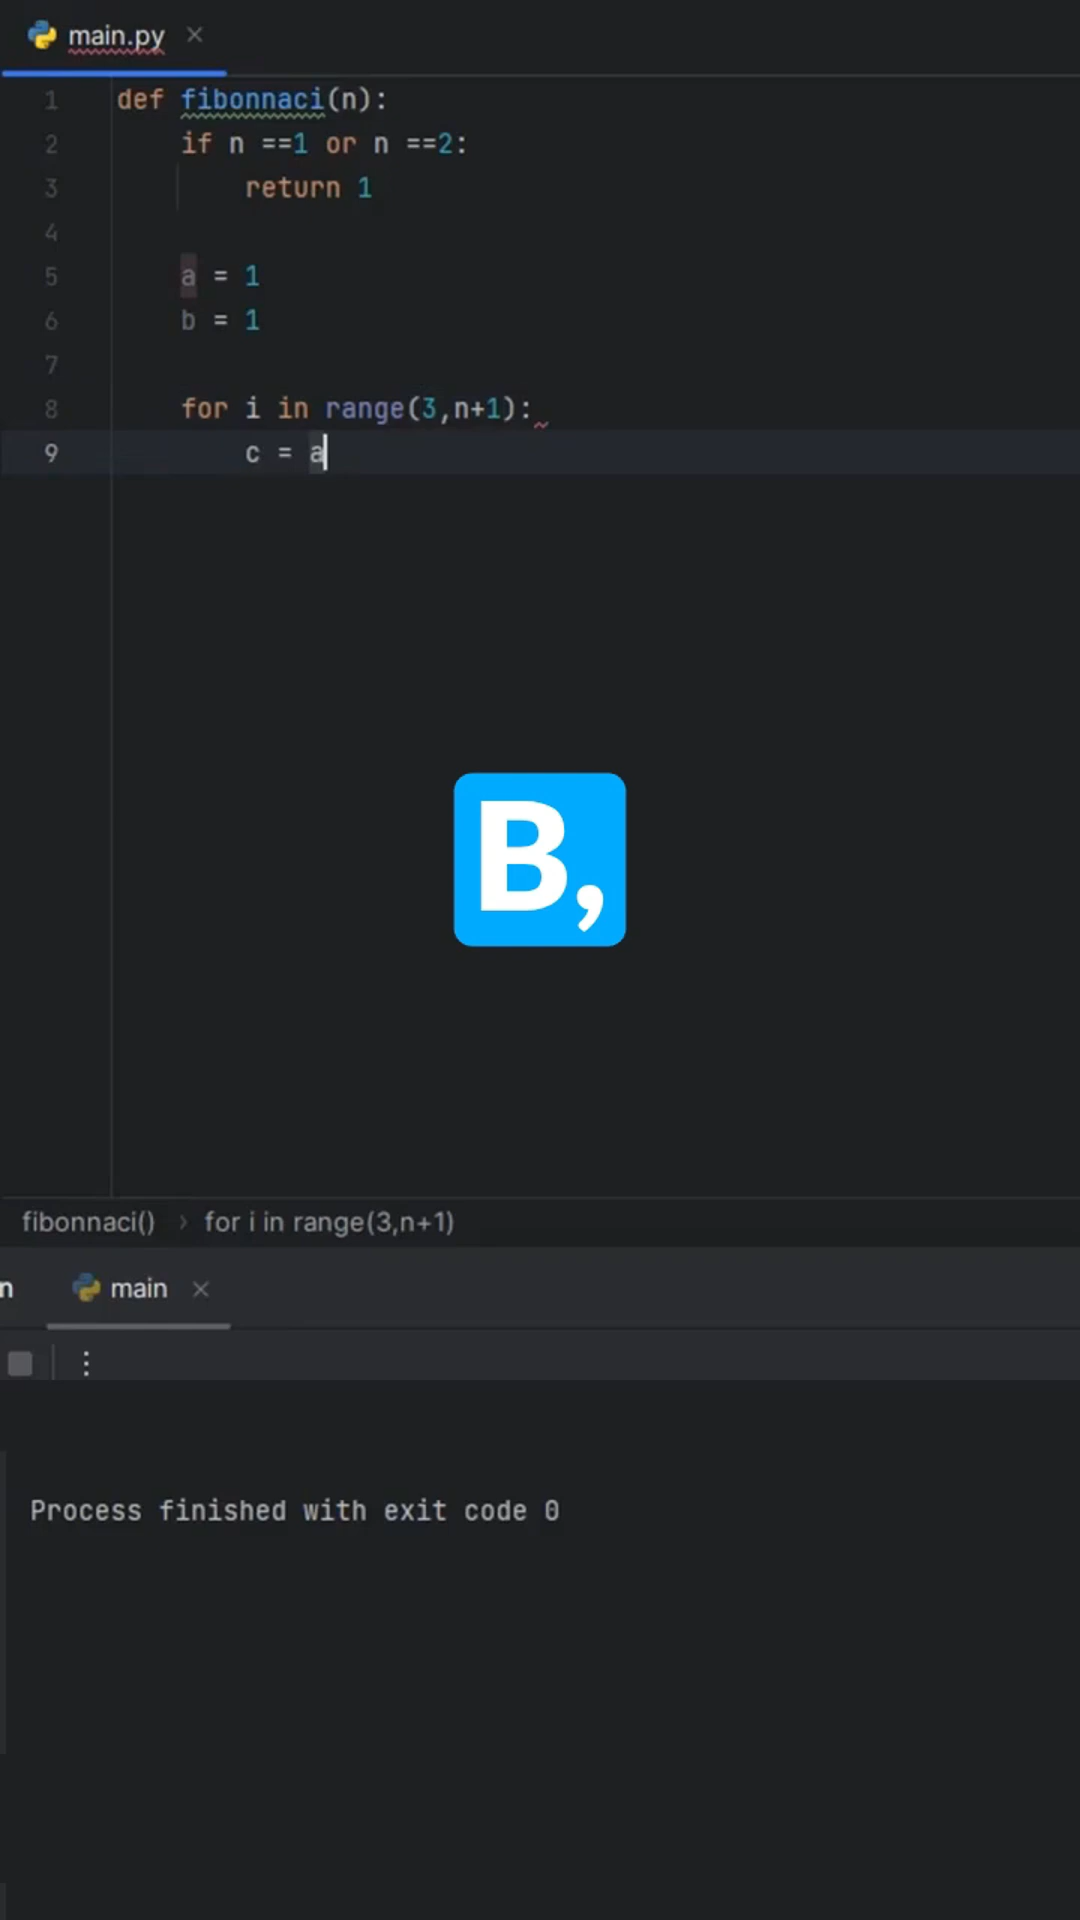 main.py
1 def fibonnaci(n):
2 if n ==1 or n ==2:
3 return 1
4
5 a = 1
6 b = 1
7
8 for i in range(3,n+1):
9 c = a
B,
fibonnaci() › for i in range(3,n+1)
n main
Process finished with exit code 0